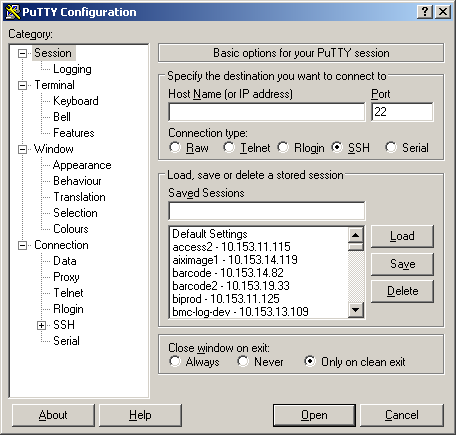 PuTTY Configuration
Category:
Session
Logging
Terminal
Keyboard
Bell
Features
Window
Appearance
Behaviour
Translation
Selection
Colours
Connection
Data
Proxy
Telnet
Rlogin
SSH
Serial
Basic options for your PuTTY session
Specify the destination you want to connect to
Host Name (or IP address) Port
22
Connection type:
Raw Telnet Rlogin SSH Serial
Load, save or delete a stored session
Saved Sessions
Default Settings
access2 - 10.153.11.115
aiximage1 - 10.153.14.119
barcode - 10.153.14.82
barcode2 - 10.153.19.33
biprod - 10.153.11.125
bmc-log-dev - 10.153.13.109
Load
Save
Delete
Close window on exit:
Always Never Only on clean exit
About Help Open Cancel